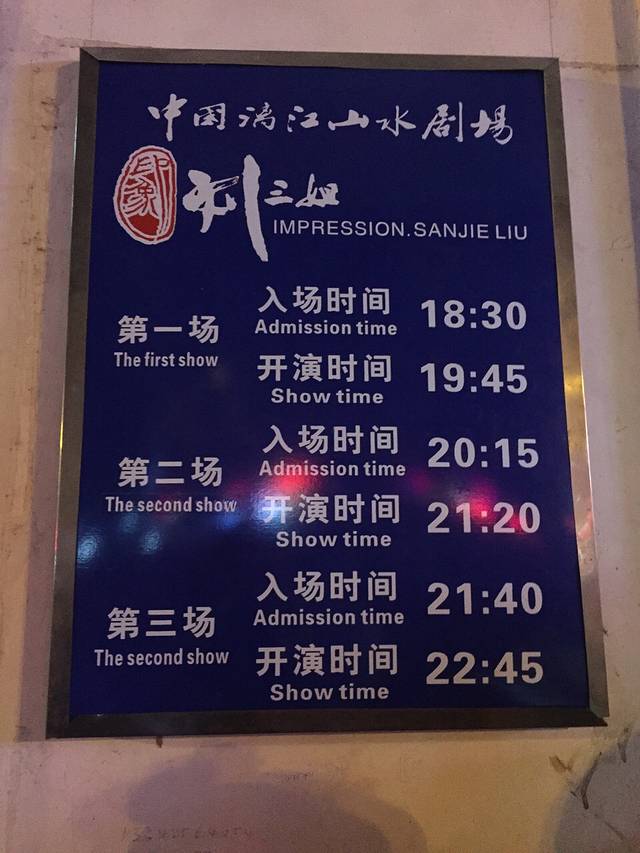 中国漓江山水剧場
印象
刘三姐
IMPRESSION.SANJIE LIU
第一场
The first show
入场时间
Admission time
18:30
开演时间
Show time
19:45
第二场
The second show
入场时间
Admission time
20:15
开演时间
Show time
21:20
第三场
The second show
入场时间
Admission time
21:40
开演时间
Show time
22:45